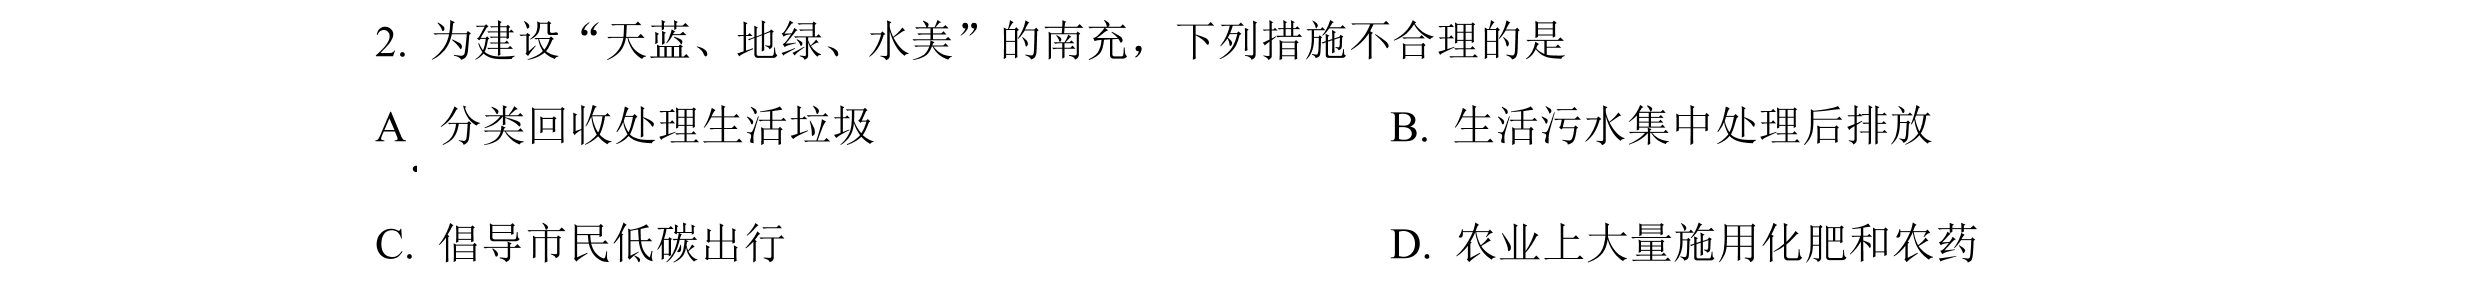 2. 为建设“天蓝、地绿、水美”的南充，下列措施不合理的是
A. 分类回收处理生活垃圾 B. 生活污水集中处理后排放
C. 倡导市民低碳出行 D. 农业上大量施用化肥和农药